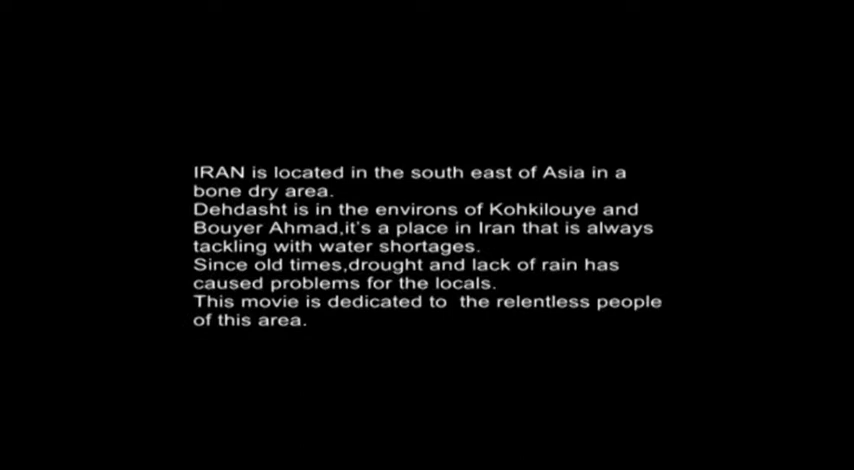 IRAN is located in the south east of Asia in a
bone dry area.
Dehdasht is in the environs of Kohkilouye and
Bouyer Ahmad,it's a place in Iran that is always
tackling with water shortages.
Since old times,drought and lack of rain has
caused problems for the locals.
This movie is dedicated to  the relentless people
of this area.